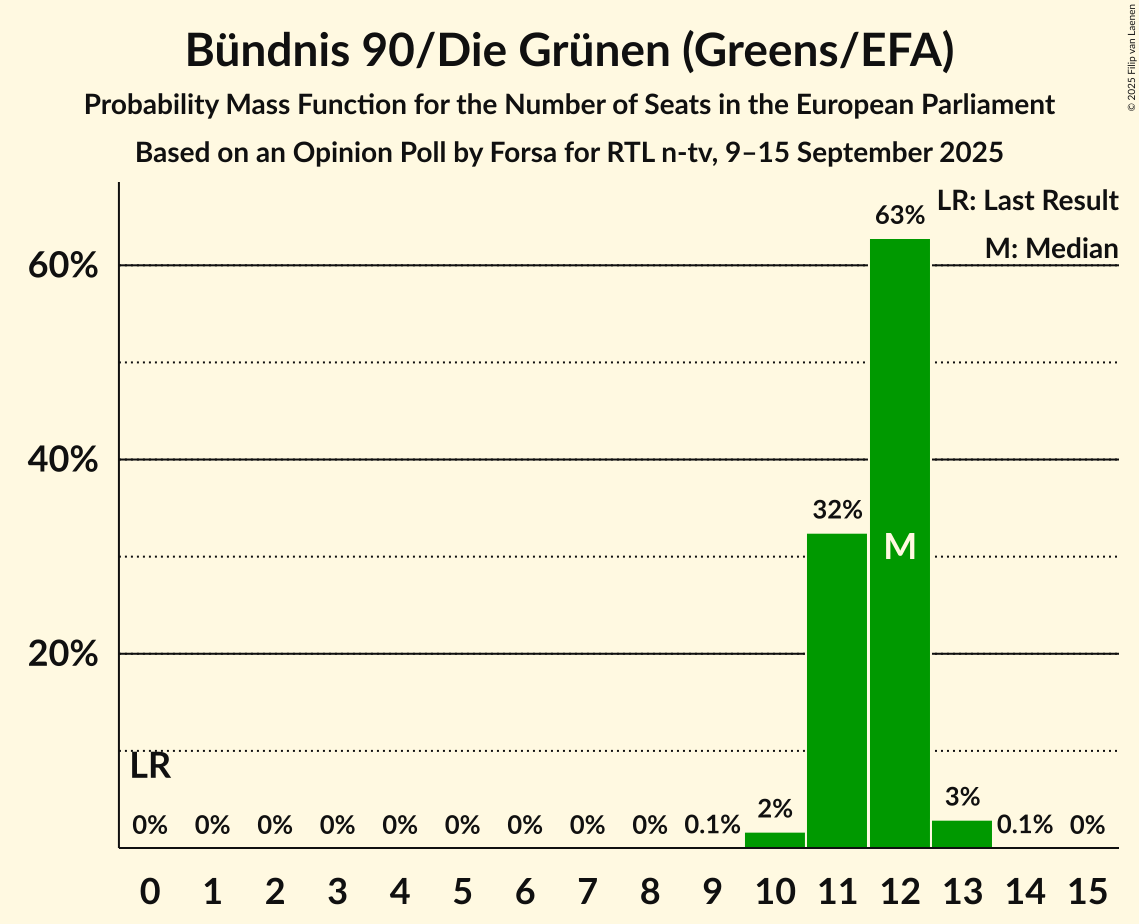 Bündnis 90/Die Grünen (Greens/EFA)
Probability Mass Function for the Number of Seats in the European Parliament
Based on an Opinion Poll by Forsa for RTL n-tv, 9–15 September 2025
© 2025 Filip van Laenen
LR: Last Result
M: Median
60%
40%
20%
63%
32%
M
LR
0% 0% 0% 0% 0% 0% 0% 0% 0% 0.1% 2% 3% 0.1% 0%
0 1 2 3 4 5 6 7 8 9 10 11 12 13 14 15